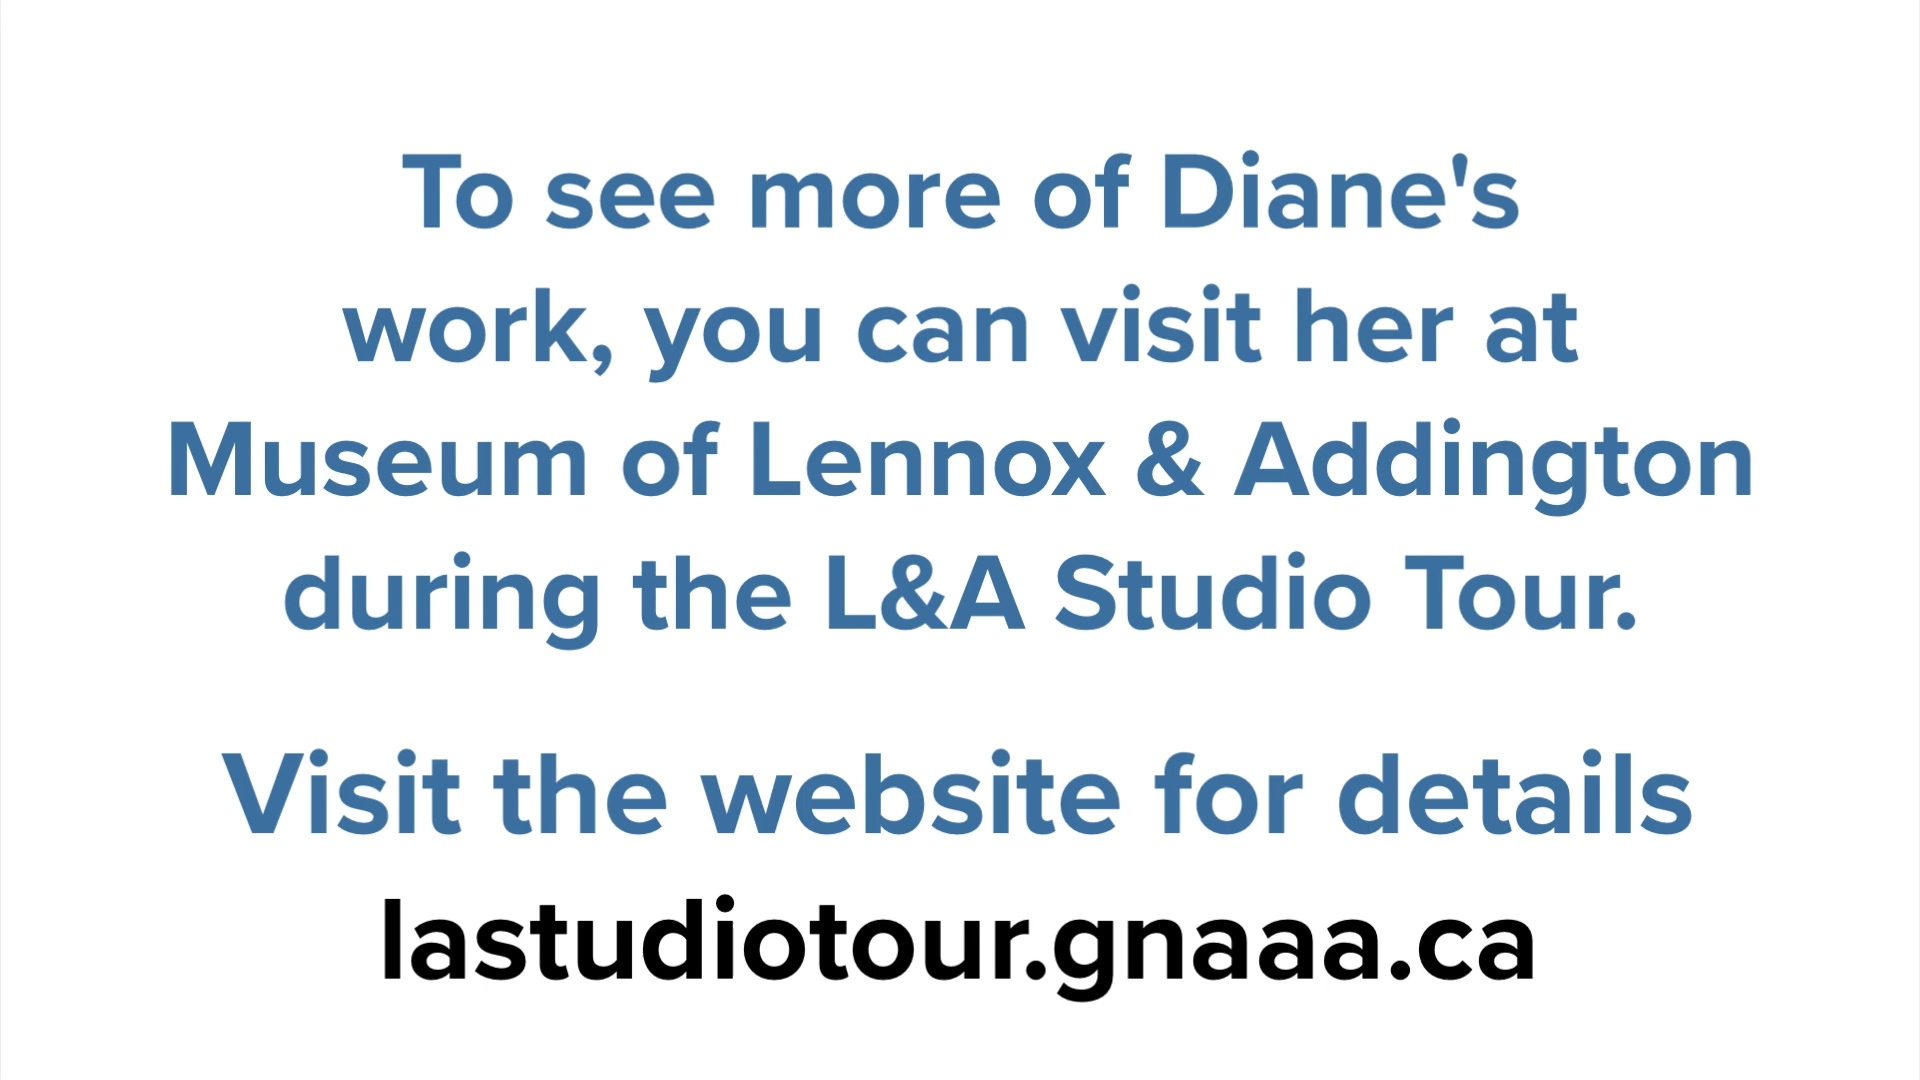 To see more of Diane's
work, you can visit her at
Museum of Lennox & Addington
during the L&A Studio Tour.
Visit the website for details
lastudiotour.gnaaa.ca